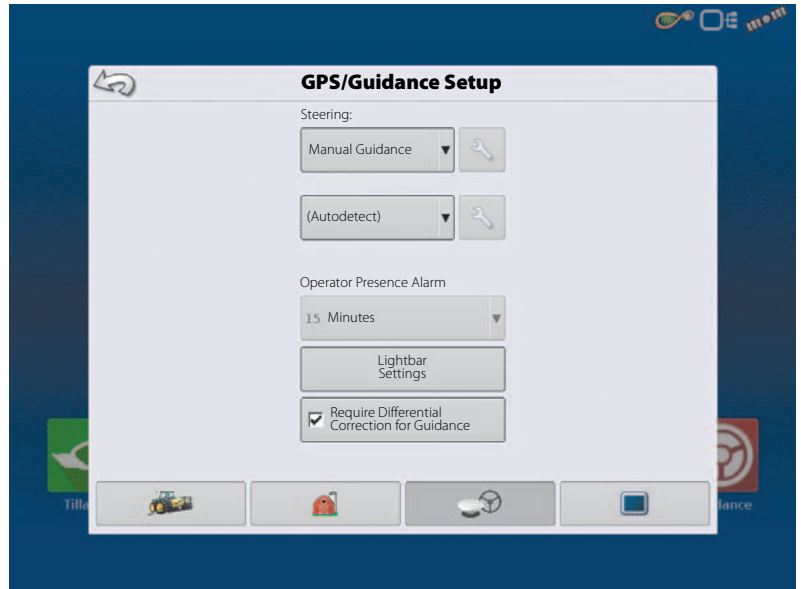 GPS/Guidance Setup
Steering:
Manual Guidance
(Autodetect)
Operator Presence Alarm
15 Minutes
Lightbar
Settings
Require Differential
Correction for Guidance
Tilla
dance